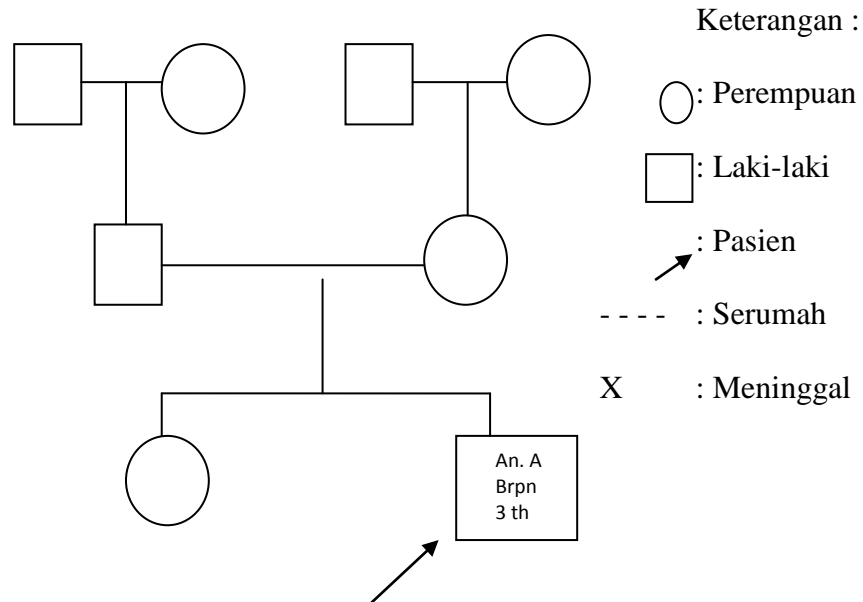 Keterangan :
: Perempuan
: Laki-laki
: Pasien
- - - - : Serumah
X : Meninggal
An. A
Brpn
3 th